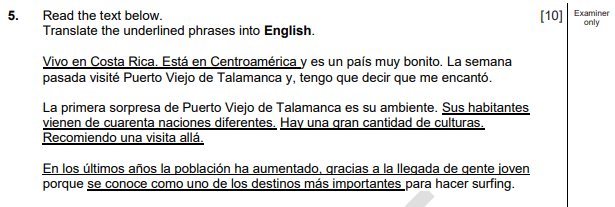 5. Read the text below. [10] Examiner only
Translate the underlined phrases into English.
Vivo en Costa Rica. Está en Centroamérica y es un país muy bonito. La semana
pasada visité Puerto Viejo de Talamanca y, tengo que decir que me encantó.
La primera sorpresa de Puerto Viejo de Talamanca es su ambiente. Sus habitantes
vienen de cuarenta naciones diferentes. Hay una gran cantidad de culturas.
Recomiendo una visita allá.
En los últimos años la población ha aumentado, gracias a la llegada de gente joven
porque se conoce como uno de los destinos más importantes para hacer surfing.